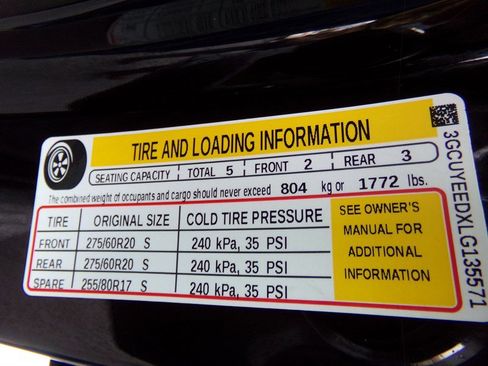 TIRE AND LOADING INFORMATION
SEATING CAPACITY | TOTAL 5 | FRONT 2 | REAR 3
The combined weight of occupants and cargo should never exceed 804 kg or 1772 lbs.
TIRE ORIGINAL SIZE COLD TIRE PRESSURE
FRONT 275/60R20 S 240 kPa, 35 PSI
REAR 275/60R20 S 240 kPa, 35 PSI
SPARE 255/80R17 S 240 kPa, 35 PSI
SEE OWNER'S
MANUAL FOR
ADDITIONAL
INFORMATION
3GCUYEEDXLG135571